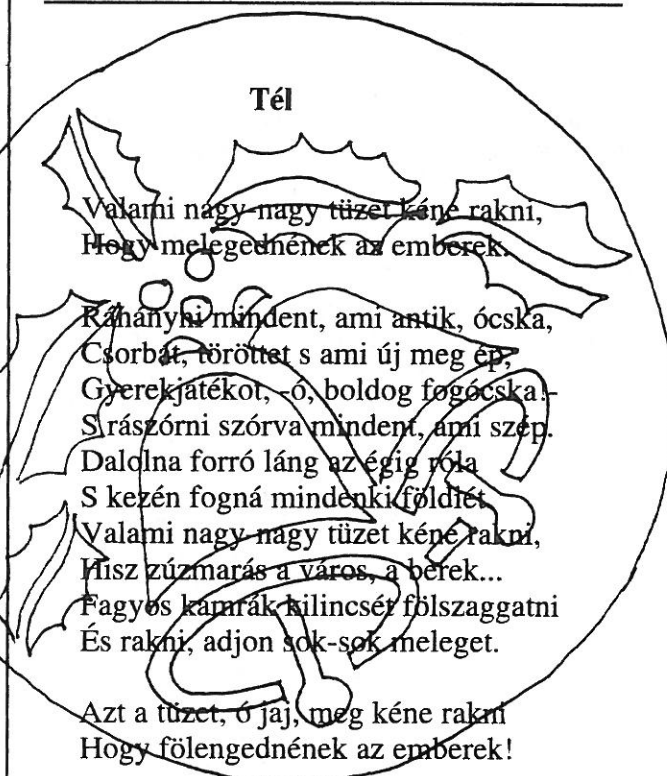 Tél
Valami nagy-nagy tüzet kéne rakni,
Hogy melegednének az emberek.
Ráhányni mindent, ami antik, ócska,
Csorbát, töröttet s ami új meg ép,
Gyerekjátékot, -ó, boldog fogócska!-
S rászórni szórva mindent, ami szép.
Dalolna forró láng az égig róla
S kezén fogná mindenki földiét.
Valami nagy-nagy tüzet kéne rakni,
Hisz zúzmarás a város, a berek...
Fagyos kamrák kilincsét fölszaggatni
És rakni, adjon sok-sok meleget.
Azt a tüzet, ó jaj, meg kéne rakni
Hogy fölengednének az emberek!